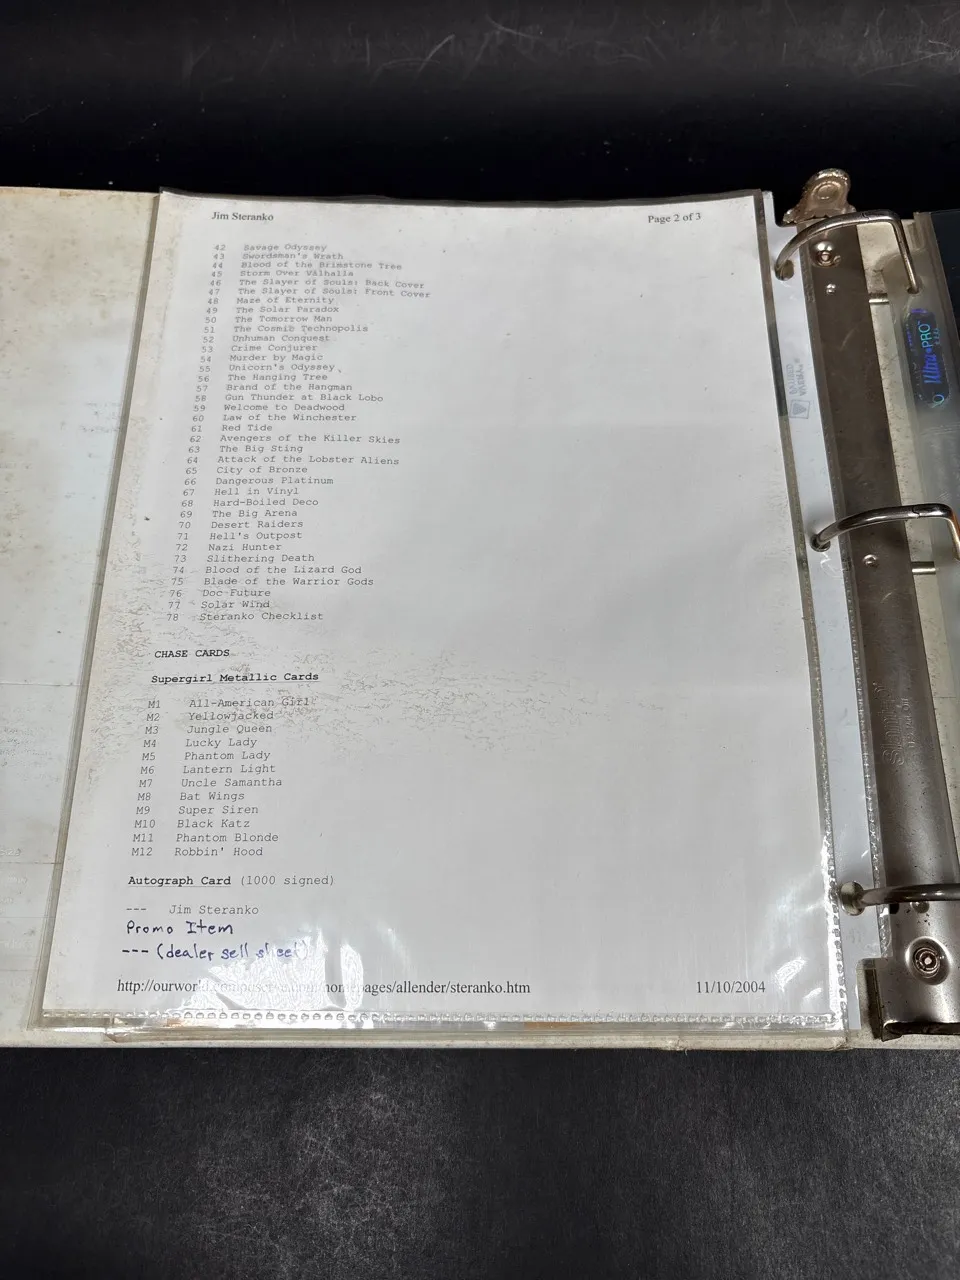 Jim Steranko
Page 2 of 3
42 Savage Odyssey
43 Swordsman's Wrath
44 Blood of the Brimstone Tree
45 Storm Over Valhalla
46 The Slayer of Souls: Back Cover
47 The Slayer of Souls: Front Cover
48 Maze of Eternity
49 The Solar Paradox
50 The Tomorrow Man
51 The Cosmib Technopolis
52 Unhuman Conquest
53 Crime Conjurer
54 Murder by Magic
55 Unicorn's Odyssey
56 The Hanging Tree
57 Brand of the Hangman
58 Gun Thunder at Black Lobo
59 Welcome to Deadwood
60 Law of the Winchester
61 Red Tide
62 Avengers of the Killer Skies
63 The Big Sting
64 Attack of the Lobster Aliens
65 City of Bronze
66 Dangerous Platinum
67 Hell in Vinyl
68 Hard-Boiled Deco
69 The Big Arena
70 Desert Raiders
71 Hell's Outpost
72 Nazi Hunter
73 Slithering Death
74 Blood of the Lizard God
75 Blade of the Warrior Gods
76 Doc Future
77 Solar Wind
78 Steranko Checklist
CHASE CARDS
Supergirl Metallic Cards
M1 All-American Girl
M2 Yellowjacked
M3 Jungle Queen
M4 Lucky Lady
M5 Phantom Lady
M6 Lantern Light
M7 Uncle Samantha
M8 Bat Wings
M9 Super Siren
M10 Black Katz
M11 Phantom Blonde
M12 Robbin' Hood
Autograph Card (1000 signed)
--- Jim Steranko
Promo Item
--- (dealer sell sheet)
http://ourworld.compuserve.com/homepages/allender/steranko.htm
11/10/2004
Ultra•PRO